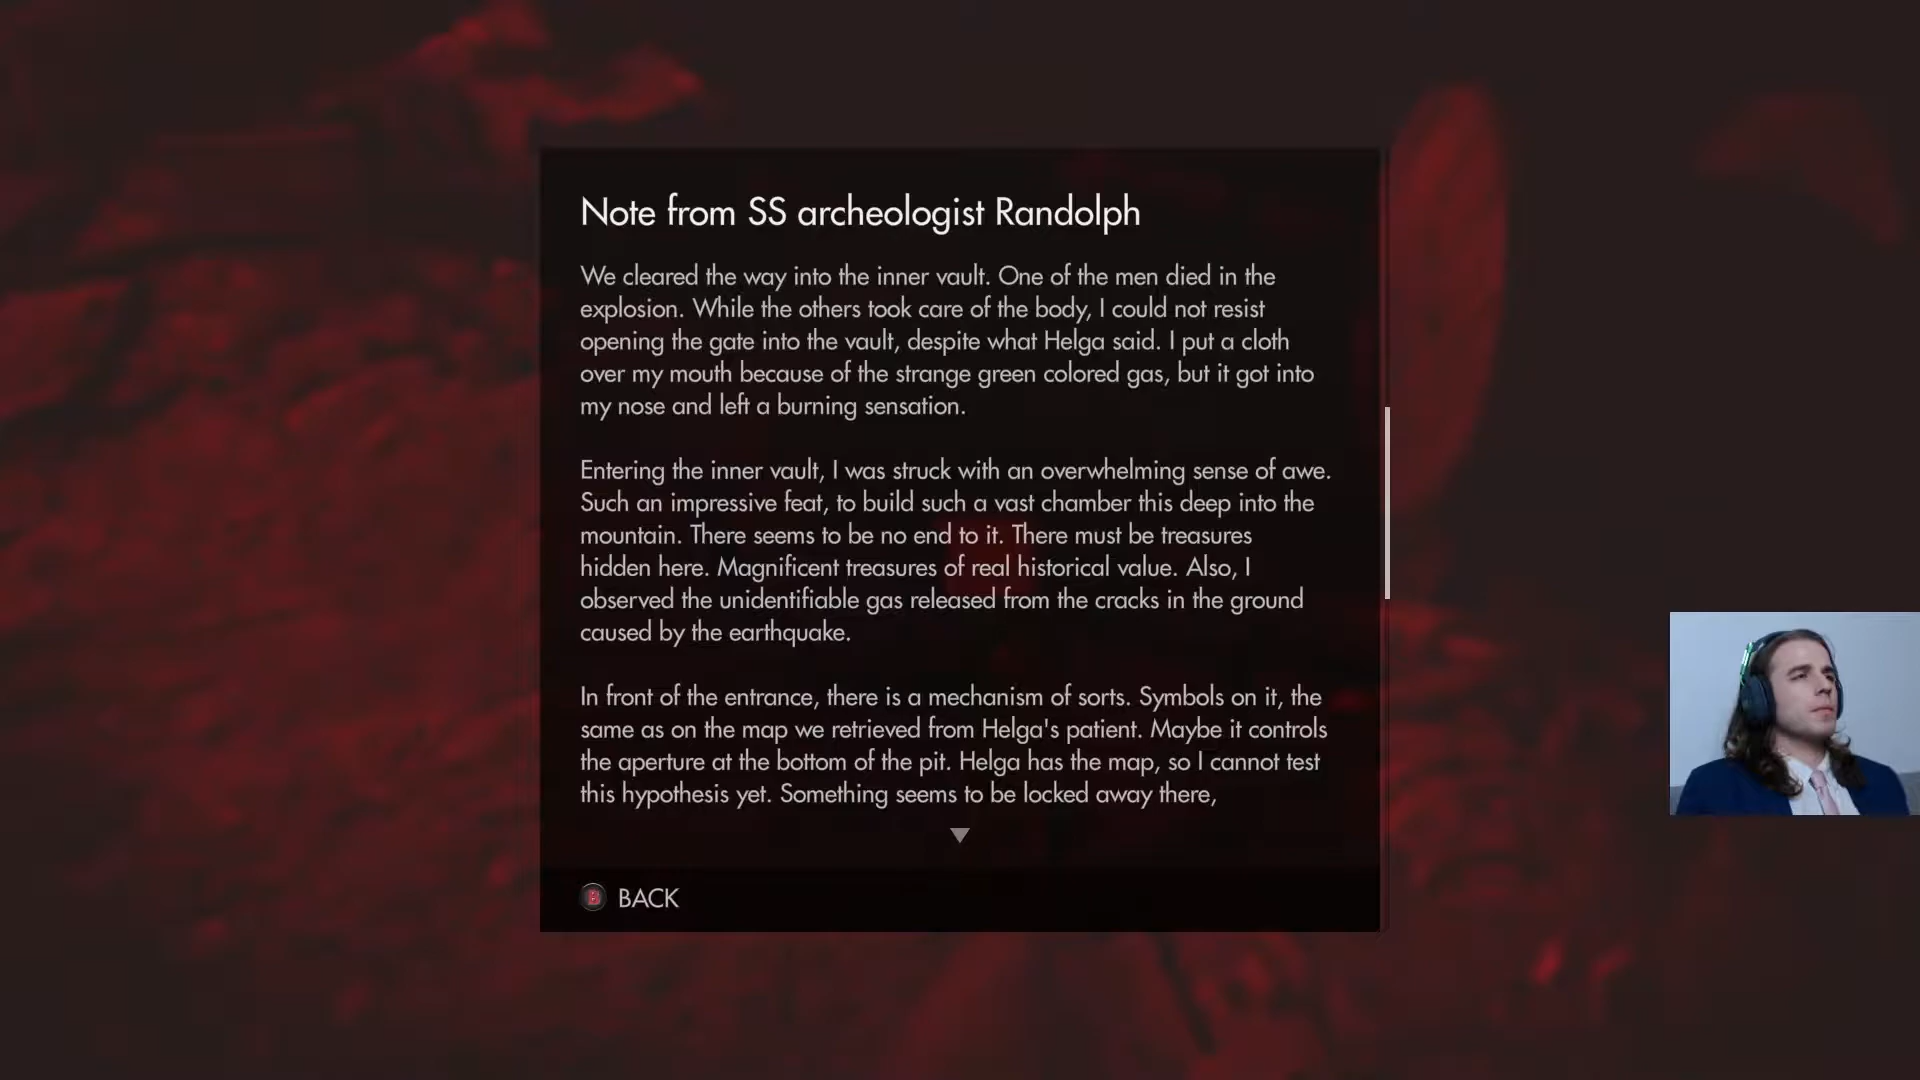 Note from SS archeologist Randolph
We cleared the way into the inner vault. One of the men died in the
explosion. While the others took care of the body, I could not resist
opening the gate into the vault, despite what Helga said. I put a cloth
over my mouth because of the strange green colored gas, but it got into
my nose and left a burning sensation.
Entering the inner vault, I was struck with an overwhelming sense of awe.
Such an impressive feat, to build such a vast chamber this deep into the
mountain. There seems to be no end to it. There must be treasures
hidden here. Magnificent treasures of real historical value. Also, I
observed the unidentifiable gas released from the cracks in the ground
caused by the earthquake.
In front of the entrance, there is a mechanism of sorts. Symbols on it, the
same as on the map we retrieved from Helga's patient. Maybe it controls
the aperture at the bottom of the pit. Helga has the map, so I cannot test
this hypothesis yet. Something seems to be locked away there,
B BACK